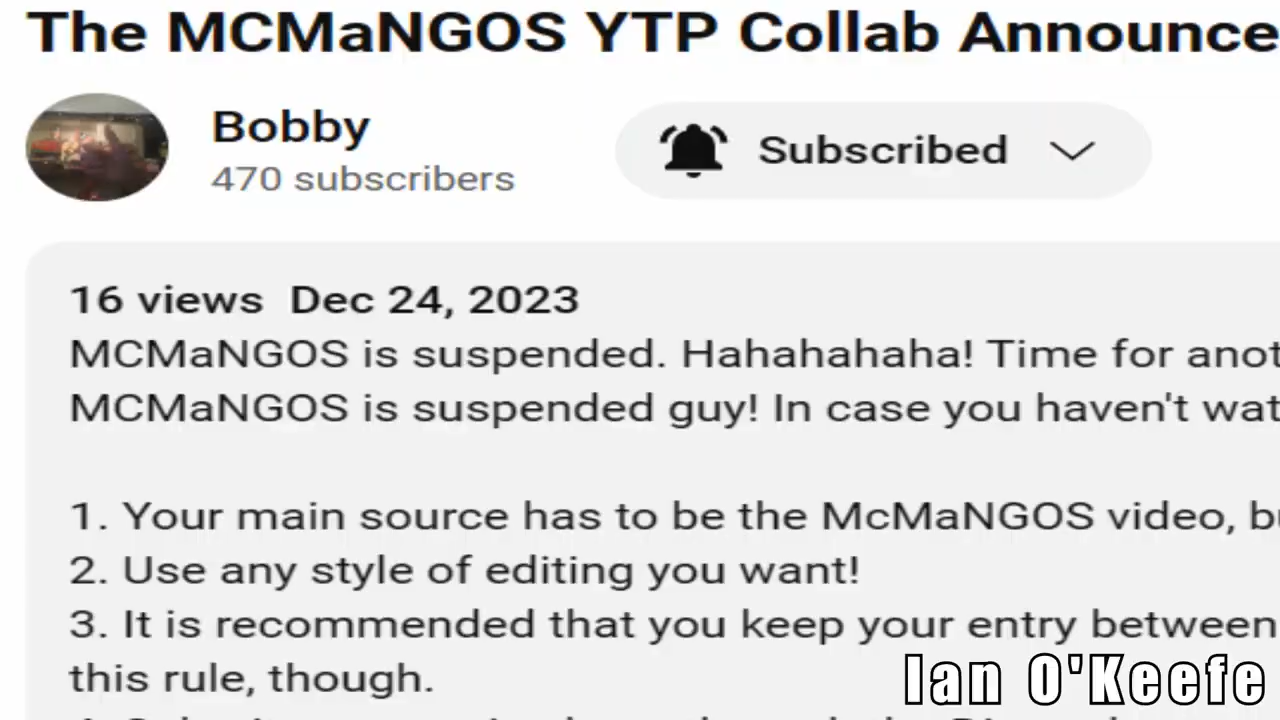 The MCMaNGOS YTP Collab Announce
Bobby
470 subscribers
Subscribed
16 views Dec 24, 2023
MCMaNGOS is suspended. Hahahahaha! Time for anot
MCMaNGOS is suspended guy! In case you haven't wat
1. Your main source has to be the McMaNGOS video, bu
2. Use any style of editing you want!
3. It is recommended that you keep your entry between
this rule, though.
Ian O'Keefe